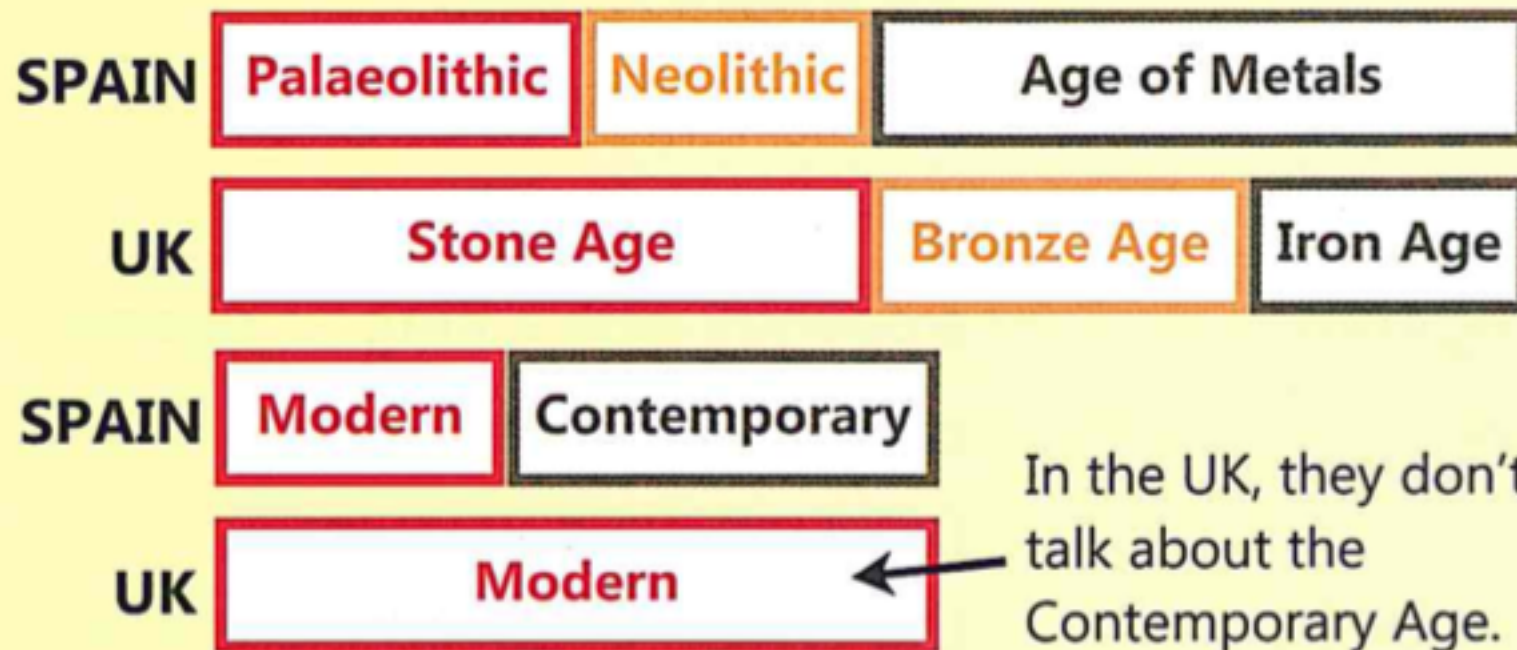 SPAIN Palaeolithic Neolithic Age of Metals
UK Stone Age Bronze Age Iron Age
SPAIN Modern Contemporary
UK Modern
In the UK, they don't
talk about the
Contemporary Age.